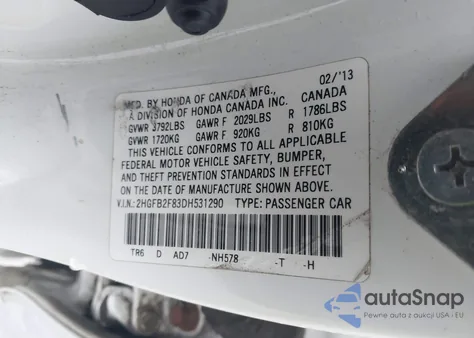 MFD. BY HONDA OF CANADA MFG., 02/'13
A DIVISION OF HONDA CANADA INC. CANADA
GVWR 3792LBS GAWR F 2029LBS R 1786LBS
GVWR 1720KG GAWR F 920KG R 810KG
THIS VEHICLE CONFORMS TO ALL APPLICABLE
FEDERAL MOTOR VEHICLE SAFETY, BUMPER,
AND THEFT PREVENTION STANDARDS IN EFFECT
ON THE DATE OF MANUFACTURE SHOWN ABOVE.
V.I.N.: 2HGFB2F83DH531290 TYPE: PASSENGER CAR
TR6 D AD7 -NH578 -T -H
autoSnap
Pewne auta z aukcji USA i EU